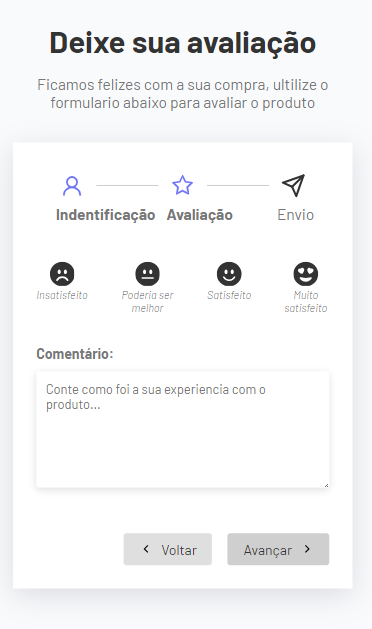 Deixe sua avaliação
Ficamos felizes com a sua compra, ultilize o
formulario abaixo para avaliar o produto
Indentificação Avaliação Envio
Insatisfeito Poderia ser Satisfeito Muito
melhor satisfeito
Comentário:
Conte como foi a sua experiencia com o
produto...
Voltar Avançar